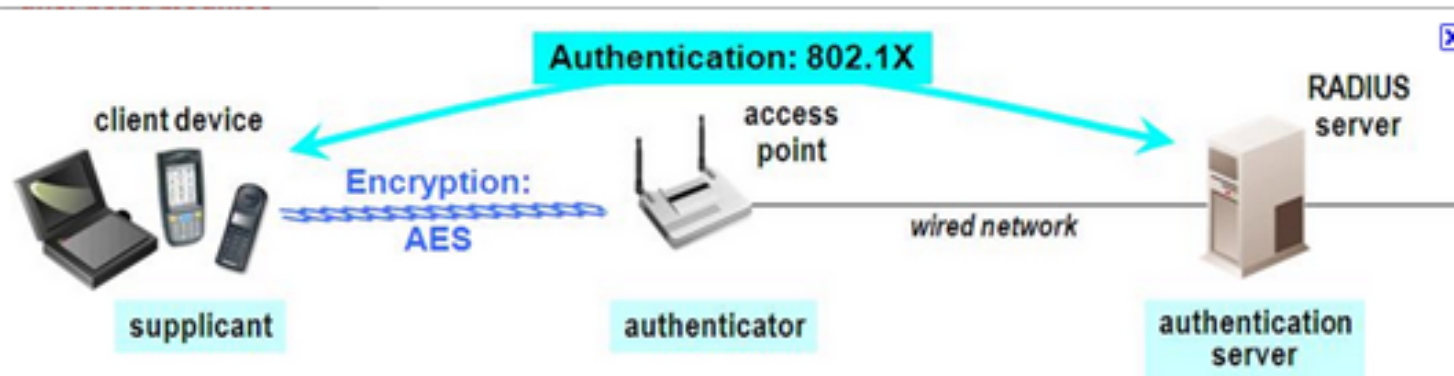 Authentication: 802.1X
client device
access
point
RADIUS
server
Encryption:
AES
wired network
supplicant
authenticator
authentication
server